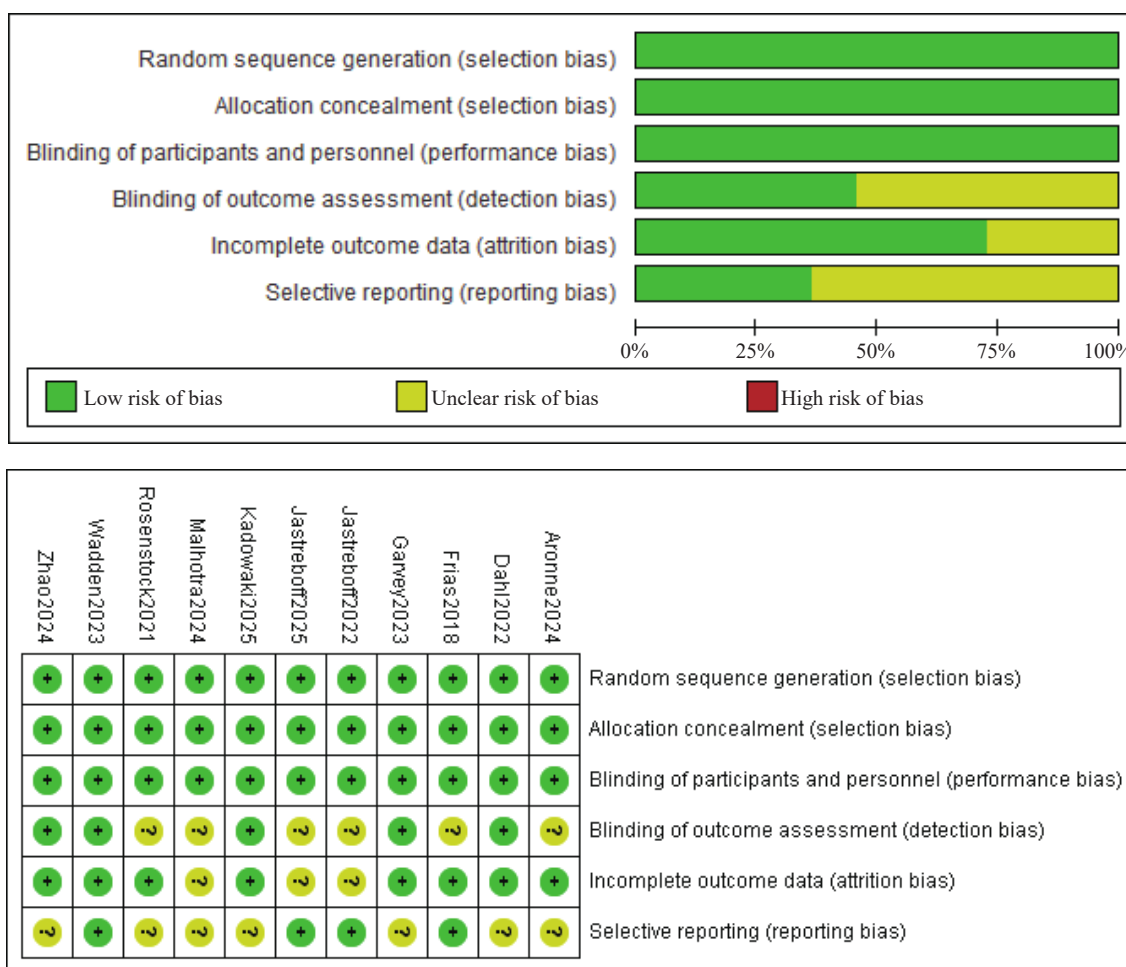 Random sequence generation (selection bias)
Allocation concealment (selection bias)
Blinding of participants and personnel (performance bias)
Blinding of outcome assessment (detection bias)
Incomplete outcome data (attrition bias)
Selective reporting (reporting bias)
0% 25% 50% 75% 100%
Low risk of bias Unclear risk of bias High risk of bias
Zhao2024
Wadden2023
Rosenstock2021
Malhotra2024
Kadowaki2025
Jastreboff2025
Jastreboff2022
Garvey2023
Frias2018
Dahl2022
Aronne2024
+ + + + + + + + + + + Random sequence generation (selection bias)
+ + + + + + + + + + + Allocation concealment (selection bias)
+ + + + + + + + + + + Blinding of participants and personnel (performance bias)
+ + ? ? + ? ? + ? + ? Blinding of outcome assessment (detection bias)
+ + + ? + ? ? + + + + Incomplete outcome data (attrition bias)
? + ? ? ? + + ? + ? ? Selective reporting (reporting bias)